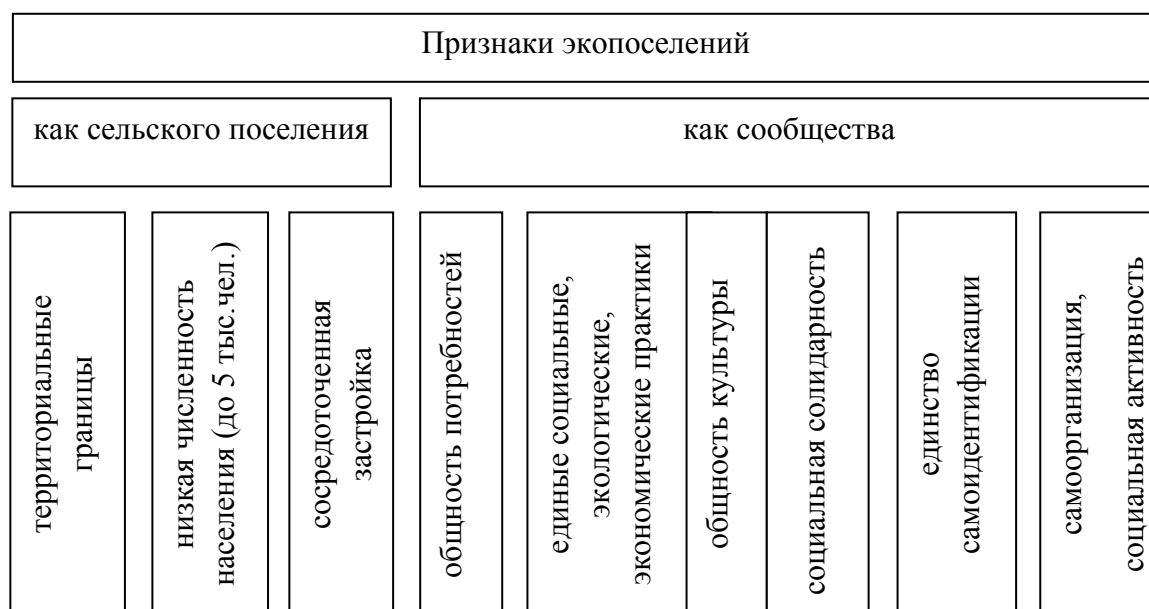 Признаки экопоселений
как сельского поселения
как сообщества
территориальные
границы
низкая численность
населения (до 5 тыс.чел.)
сосредоточенная
застройка
общность потребностей
единые социальные,
экологические,
экономические практики
общность культуры
социальная солидарность
единство
самоидентификации
самоорганизация,
социальная активность